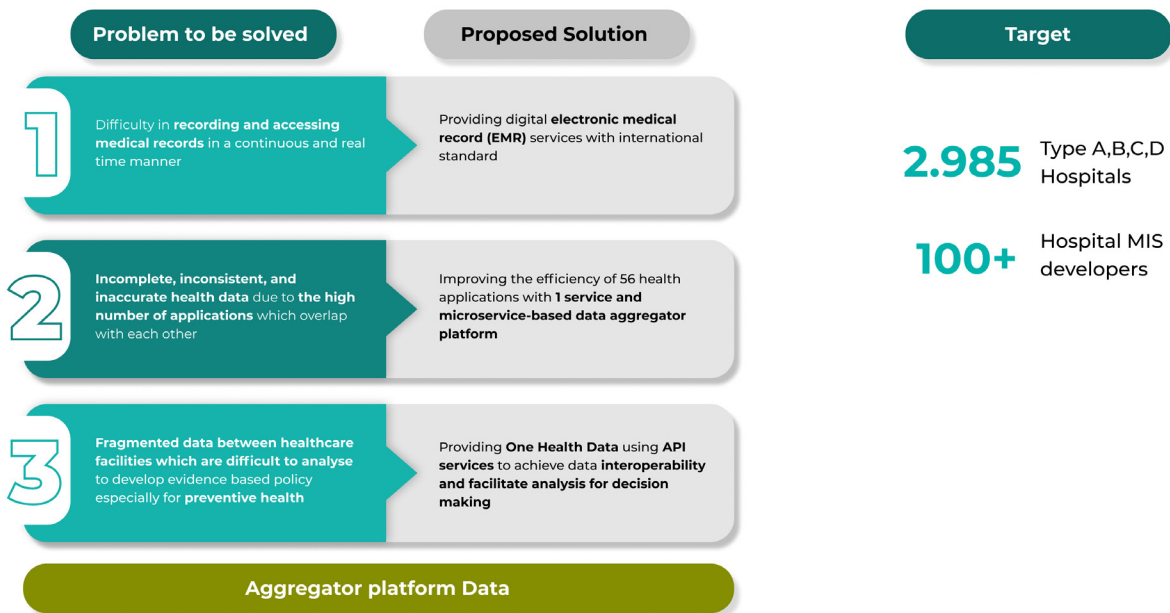 Problem to be solved
Proposed Solution
Target
1
Difficulty in recording and accessing
medical records in a continuous and real
time manner
Providing digital electronic medical
record (EMR) services with international
standard
2
Incomplete, inconsistent, and
inaccurate health data due to the high
number of applications which overlap
with each other
Improving the efficiency of 56 health
applications with 1 service and
microservice-based data aggregator
platform
3
Fragmented data between healthcare
facilities which are difficult to analyse
to develop evidence based policy
especially for preventive health
Providing One Health Data using API
services to achieve data interoperability
and facilitate analysis for decision
making
Aggregator platform Data
2.985
Type A,B,C,D
Hospitals
100+
Hospital MIS
developers